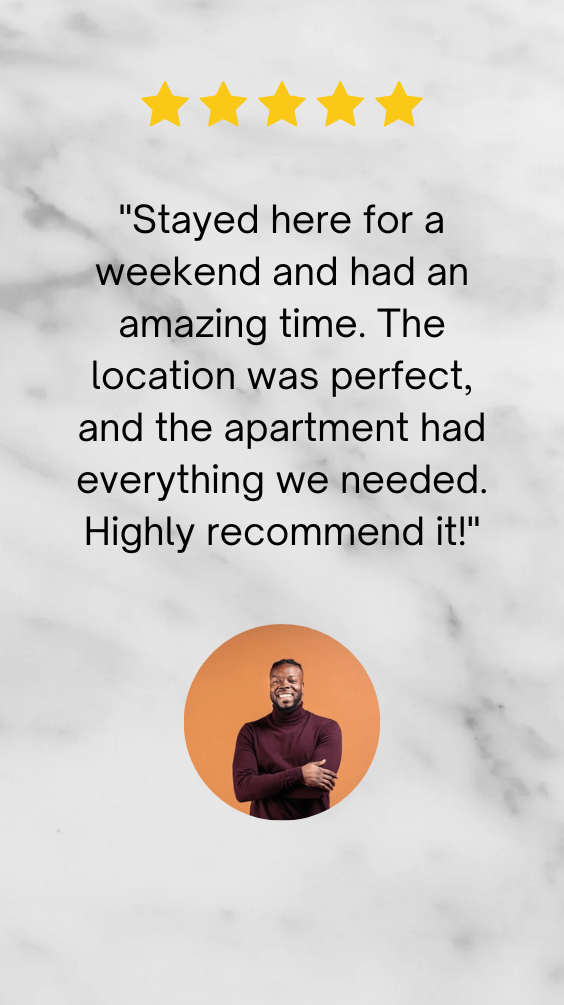 "Stayed here for a
weekend and had an
amazing time. The
location was perfect,
and the apartment had
everything we needed.
Highly recommend it!"